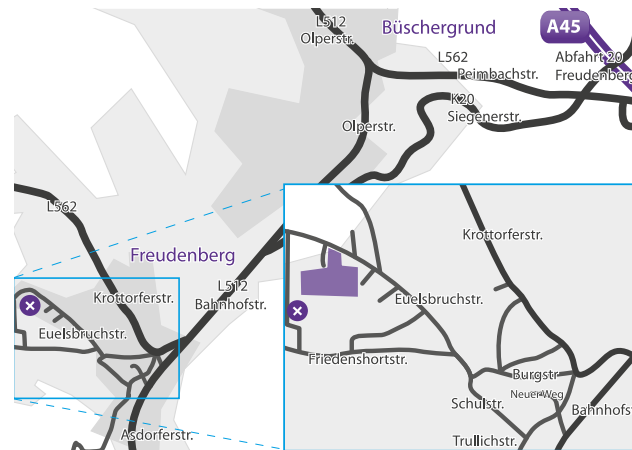 L512
Olperstr.
Büschergrund
A45
L562
Peimbachstr.
Abfahrt 20
Freudenberg
K20
Siegenerstr.
Olperstr.
L562
Freudenberg
L512
Bahnhofstr.
Krottorferstr.
Euelsbruchstr.
Asdorferstr.
Krottorferstr.
Euelsbruchstr.
Friedenshortstr.
Burgstr
Neuer Weg
Schulstr.
Bahnhofst
Trullichstr.